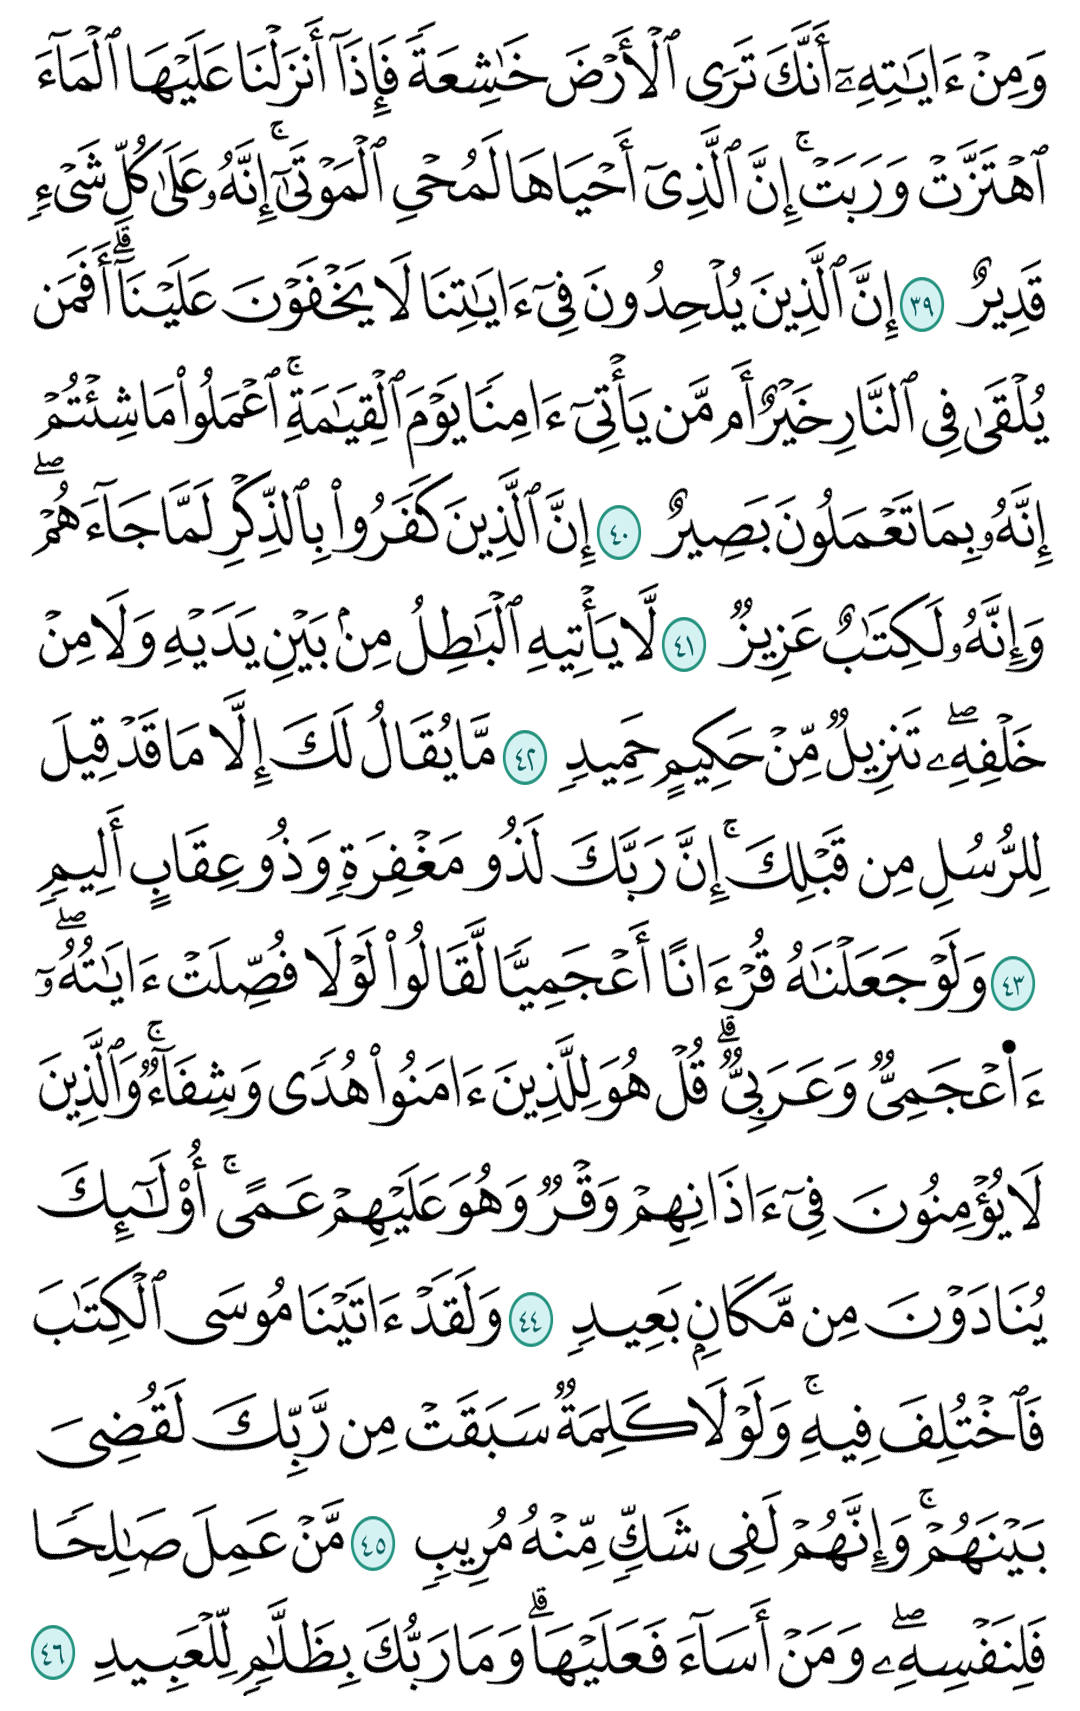 وَمِنْ ءَايَـٰتِهِۦٓ أَنَّكَ تَرَى ٱلْأَرْضَ خَـٰشِعَةً فَإِذَآ أَنزَلْنَا عَلَيْهَا ٱلْمَآءَ
ٱهْتَزَّتْ وَرَبَتْ ۚ إِنَّ ٱلَّذِىٓ أَحْيَاهَا لَمُحْىِ ٱلْمَوْتَىٰٓ ۚ إِنَّهُۥ عَلَىٰ كُلِّ شَىْءٍ
قَدِيرٌ ٣٩ إِنَّ ٱلَّذِينَ يُلْحِدُونَ فِىٓ ءَايَـٰتِنَا لَا يَخْفَوْنَ عَلَيْنَآ ۗ أَفَمَن
يُلْقَىٰ فِى ٱلنَّارِ خَيْرٌ أَم مَّن يَأْتِىٓ ءَامِنًا يَوْمَ ٱلْقِيَـٰمَةِ ۚ ٱعْمَلُوا۟ مَا شِئْتُمْ ۖ
إِنَّهُۥ بِمَا تَعْمَلُونَ بَصِيرٌ ٤٠ إِنَّ ٱلَّذِينَ كَفَرُوا۟ بِٱلذِّكْرِ لَمَّا جَآءَهُمْ ۖ
وَإِنَّهُۥ لَكِتَـٰبٌ عَزِيزٌ ٤١ لَّا يَأْتِيهِ ٱلْبَـٰطِلُ مِنۢ بَيْنِ يَدَيْهِ وَلَا مِنْ
خَلْفِهِۦ ۖ تَنزِيلٌ مِّنْ حَكِيمٍ حَمِيدٍ ٤٢ مَّا يُقَالُ لَكَ إِلَّا مَا قَدْ قِيلَ
لِلرُّسُلِ مِن قَبْلِكَ ۚ إِنَّ رَبَّكَ لَذُو مَغْفِرَةٍ وَذُو عِقَابٍ أَلِيمٍ
٤٣ وَلَوْ جَعَلْنَـٰهُ قُرْءَانًا أَعْجَمِيًّا لَّقَالُوا۟ لَوْلَا فُصِّلَتْ ءَايَـٰتُهُۥٓ ۖ
ءَا۬عْجَمِىٌّ وَعَرَبِىٌّ ۗ قُلْ هُوَ لِلَّذِينَ ءَامَنُوا۟ هُدًى وَشِفَآءٌ ۚ وَٱلَّذِينَ
لَا يُؤْمِنُونَ فِىٓ ءَاذَانِهِمْ وَقْرٌ وَهُوَ عَلَيْهِمْ عَمًى ۚ أُو۟لَـٰٓئِكَ
يُنَادَوْنَ مِن مَّكَانٍۭ بَعِيدٍ ٤٤ وَلَقَدْ ءَاتَيْنَا مُوسَى ٱلْكِتَـٰبَ
فَٱخْتُلِفَ فِيهِ ۚ وَلَوْلَا كَلِمَةٌ سَبَقَتْ مِن رَّبِّكَ لَقُضِىَ
بَيْنَهُمْ ۚ وَإِنَّهُمْ لَفِى شَكٍّ مِّنْهُ مُرِيبٍ ٤٥ مَّنْ عَمِلَ صَـٰلِحًا
فَلِنَفْسِهِۦ ۖ وَمَنْ أَسَآءَ فَعَلَيْهَا ۗ وَمَا رَبُّكَ بِظَلَّـٰمٍ لِّلْعَبِيدِ ٤٦